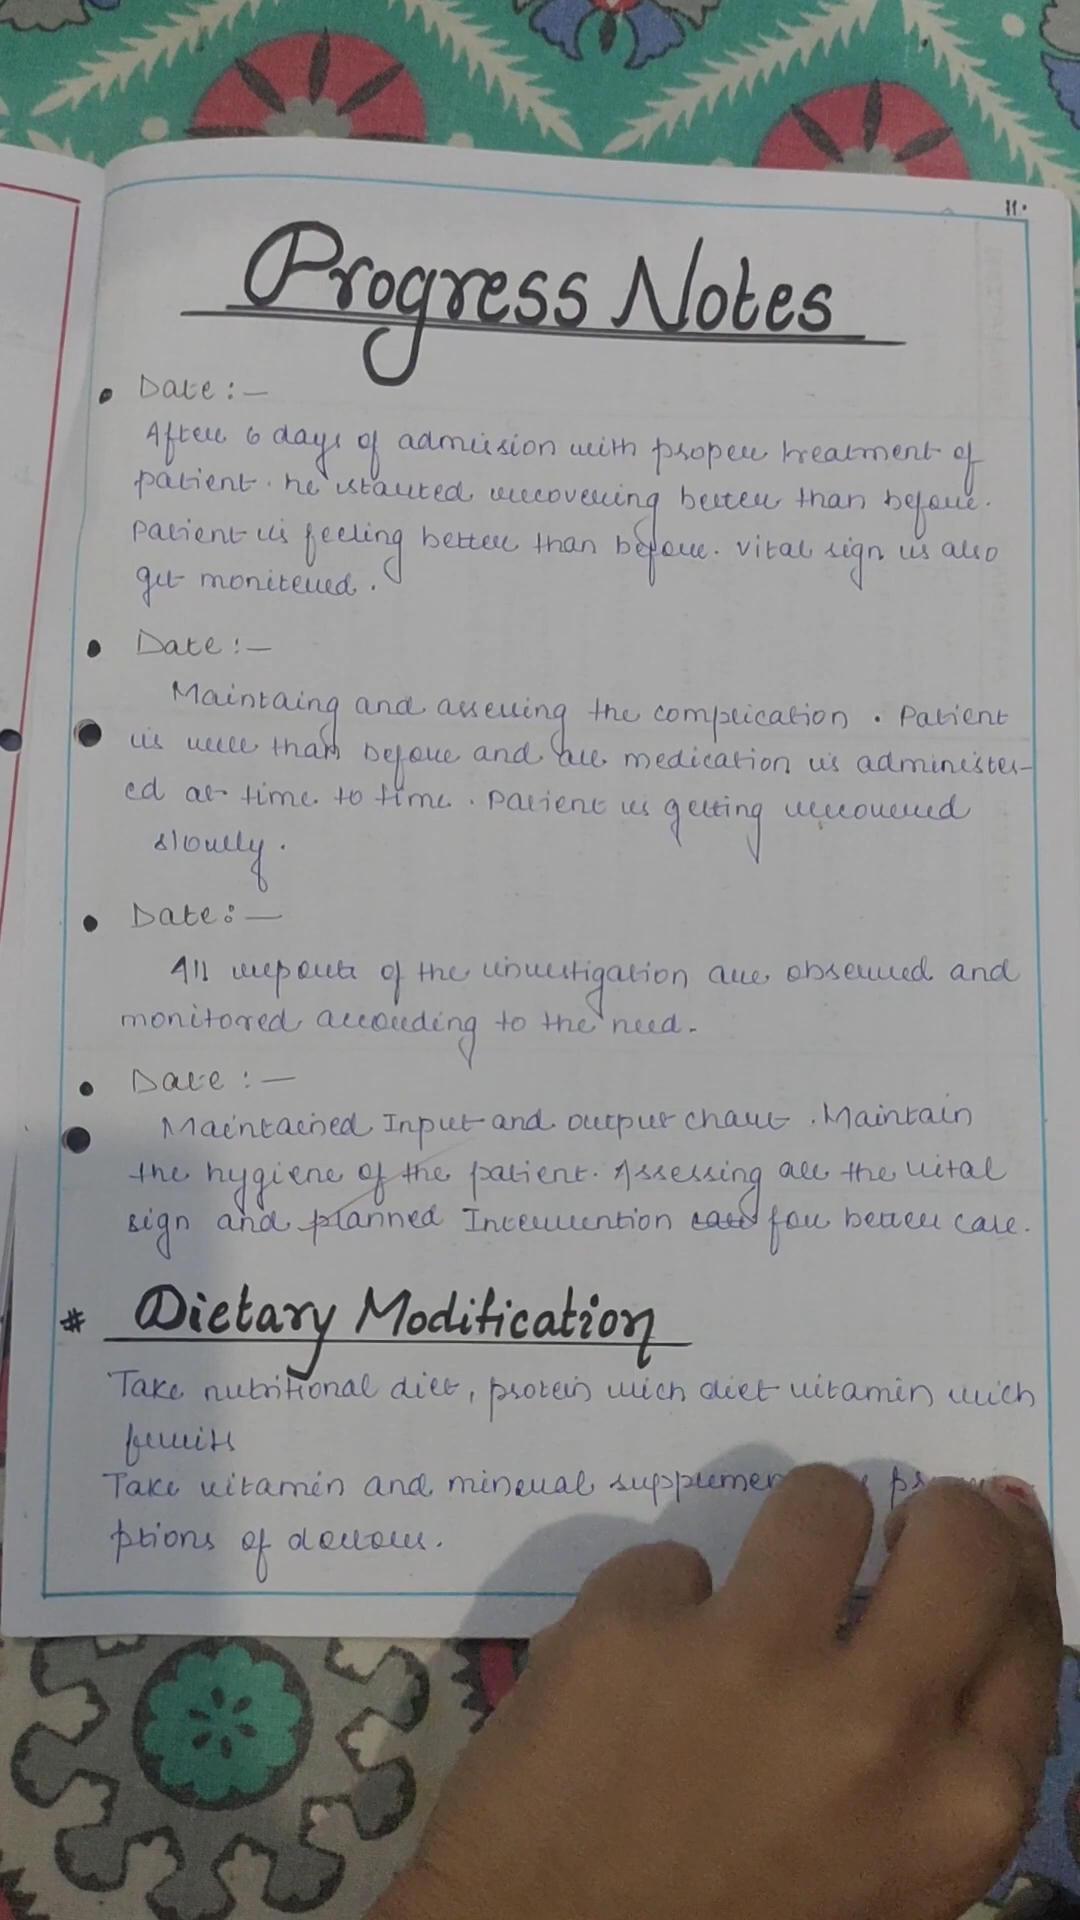 11.
Progress Notes
• Date :-
After 6 days of admission with proper treatment of
patient. he started recovering better than before.
Patient is feeling better than before. Vital sign is also
get monitered.
• Date :-
Maintaing and assessing the complication. Patient
is well than before and all medication is administer-
ed at time to time. Patient is getting recovered
slowly.
• Date :-
All reports of the investigation are observed and
monitored according to the need.
• Date :-
Maintained Input and output chart. Maintain
the hygiene of the patient. Assessing all the vital
sign and planned Intervention for better care.
# Dietary Modification
Take nutritional diet, protein rich diet vitamin rich
fruits
Take vitamin and mineral
ptions of doctors.